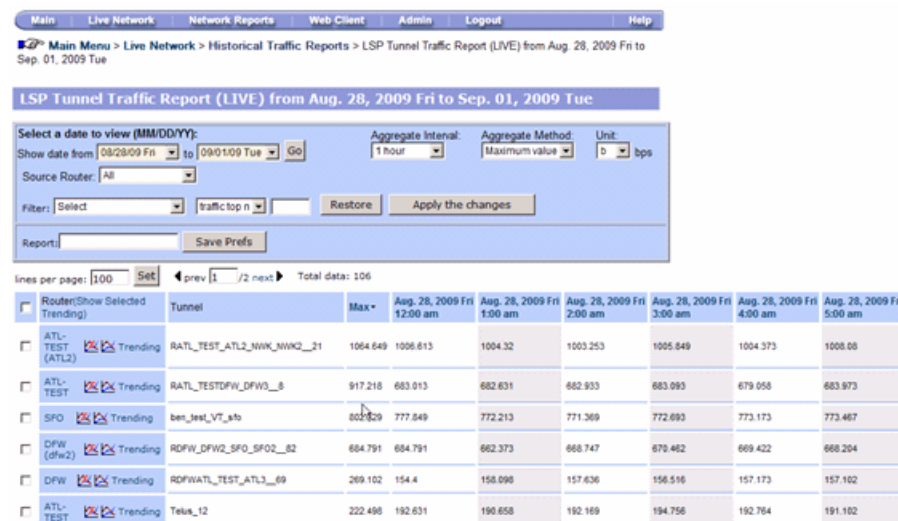 Main Live Network Network Reports Web Client Admin Logout Help
Main Menu > Live Network > Historical Traffic Reports > LSP Tunnel Traffic Report (LIVE) from Aug. 28, 2009 Fri to
Sep. 01, 2009 Tue
LSP Tunnel Traffic Report (LIVE) from Aug. 28, 2009 Fri to Sep. 01, 2009 Tue
Select a date to view (MM/DD/YY): Aggregate Interval: Aggregate Method: Unit:
Show date from 08/28/09 Fri to 09/01/09 Tue Go 1 hour Maximum value b bps
Source Router: All
Filter: Select traffic top n Restore Apply the changes
Report: Save Prefs
lines per page: 100 Set prev 1 /2 next Total data: 106
Router(Show Selected Trending) Tunnel Max Aug. 28, 2009 Fri 12:00 am Aug. 28, 2009 Fri 1:00 am Aug. 28, 2009 Fri 2:00 am Aug. 28, 2009 Fri 3:00 am Aug. 28, 2009 Fri 4:00 am Aug. 28, 2009 F 5:00 am
ATL-TEST (ATL2) Trending RATL_TEST_ATL2_NWK_NWK2__21 1064.649 1006.613 1004.32 1003.253 1005.849 1004.373 1008.08
ATL-TEST Trending RATL_TESTDFW_DFW3__8 917.218 683.013 682.631 682.933 683.093 679.058 683.973
SFO Trending ben_test_VT_sfo 777.849 772.213 771.369 772.693 773.173 773.467
DFW (dfw2) Trending RDFW_DFW2_SFO_SFO2__82 684.791 684.791 662.373 668.747 670.462 669.422 668.204
DFW Trending RDFWATL_TEST_ATL3__69 269.102 154.4 158.098 157.636 156.516 157.173 157.102
ATL-TEST Trending Telus_12 222.498 192.631 190.658 192.169 194.756 192.764 191.102